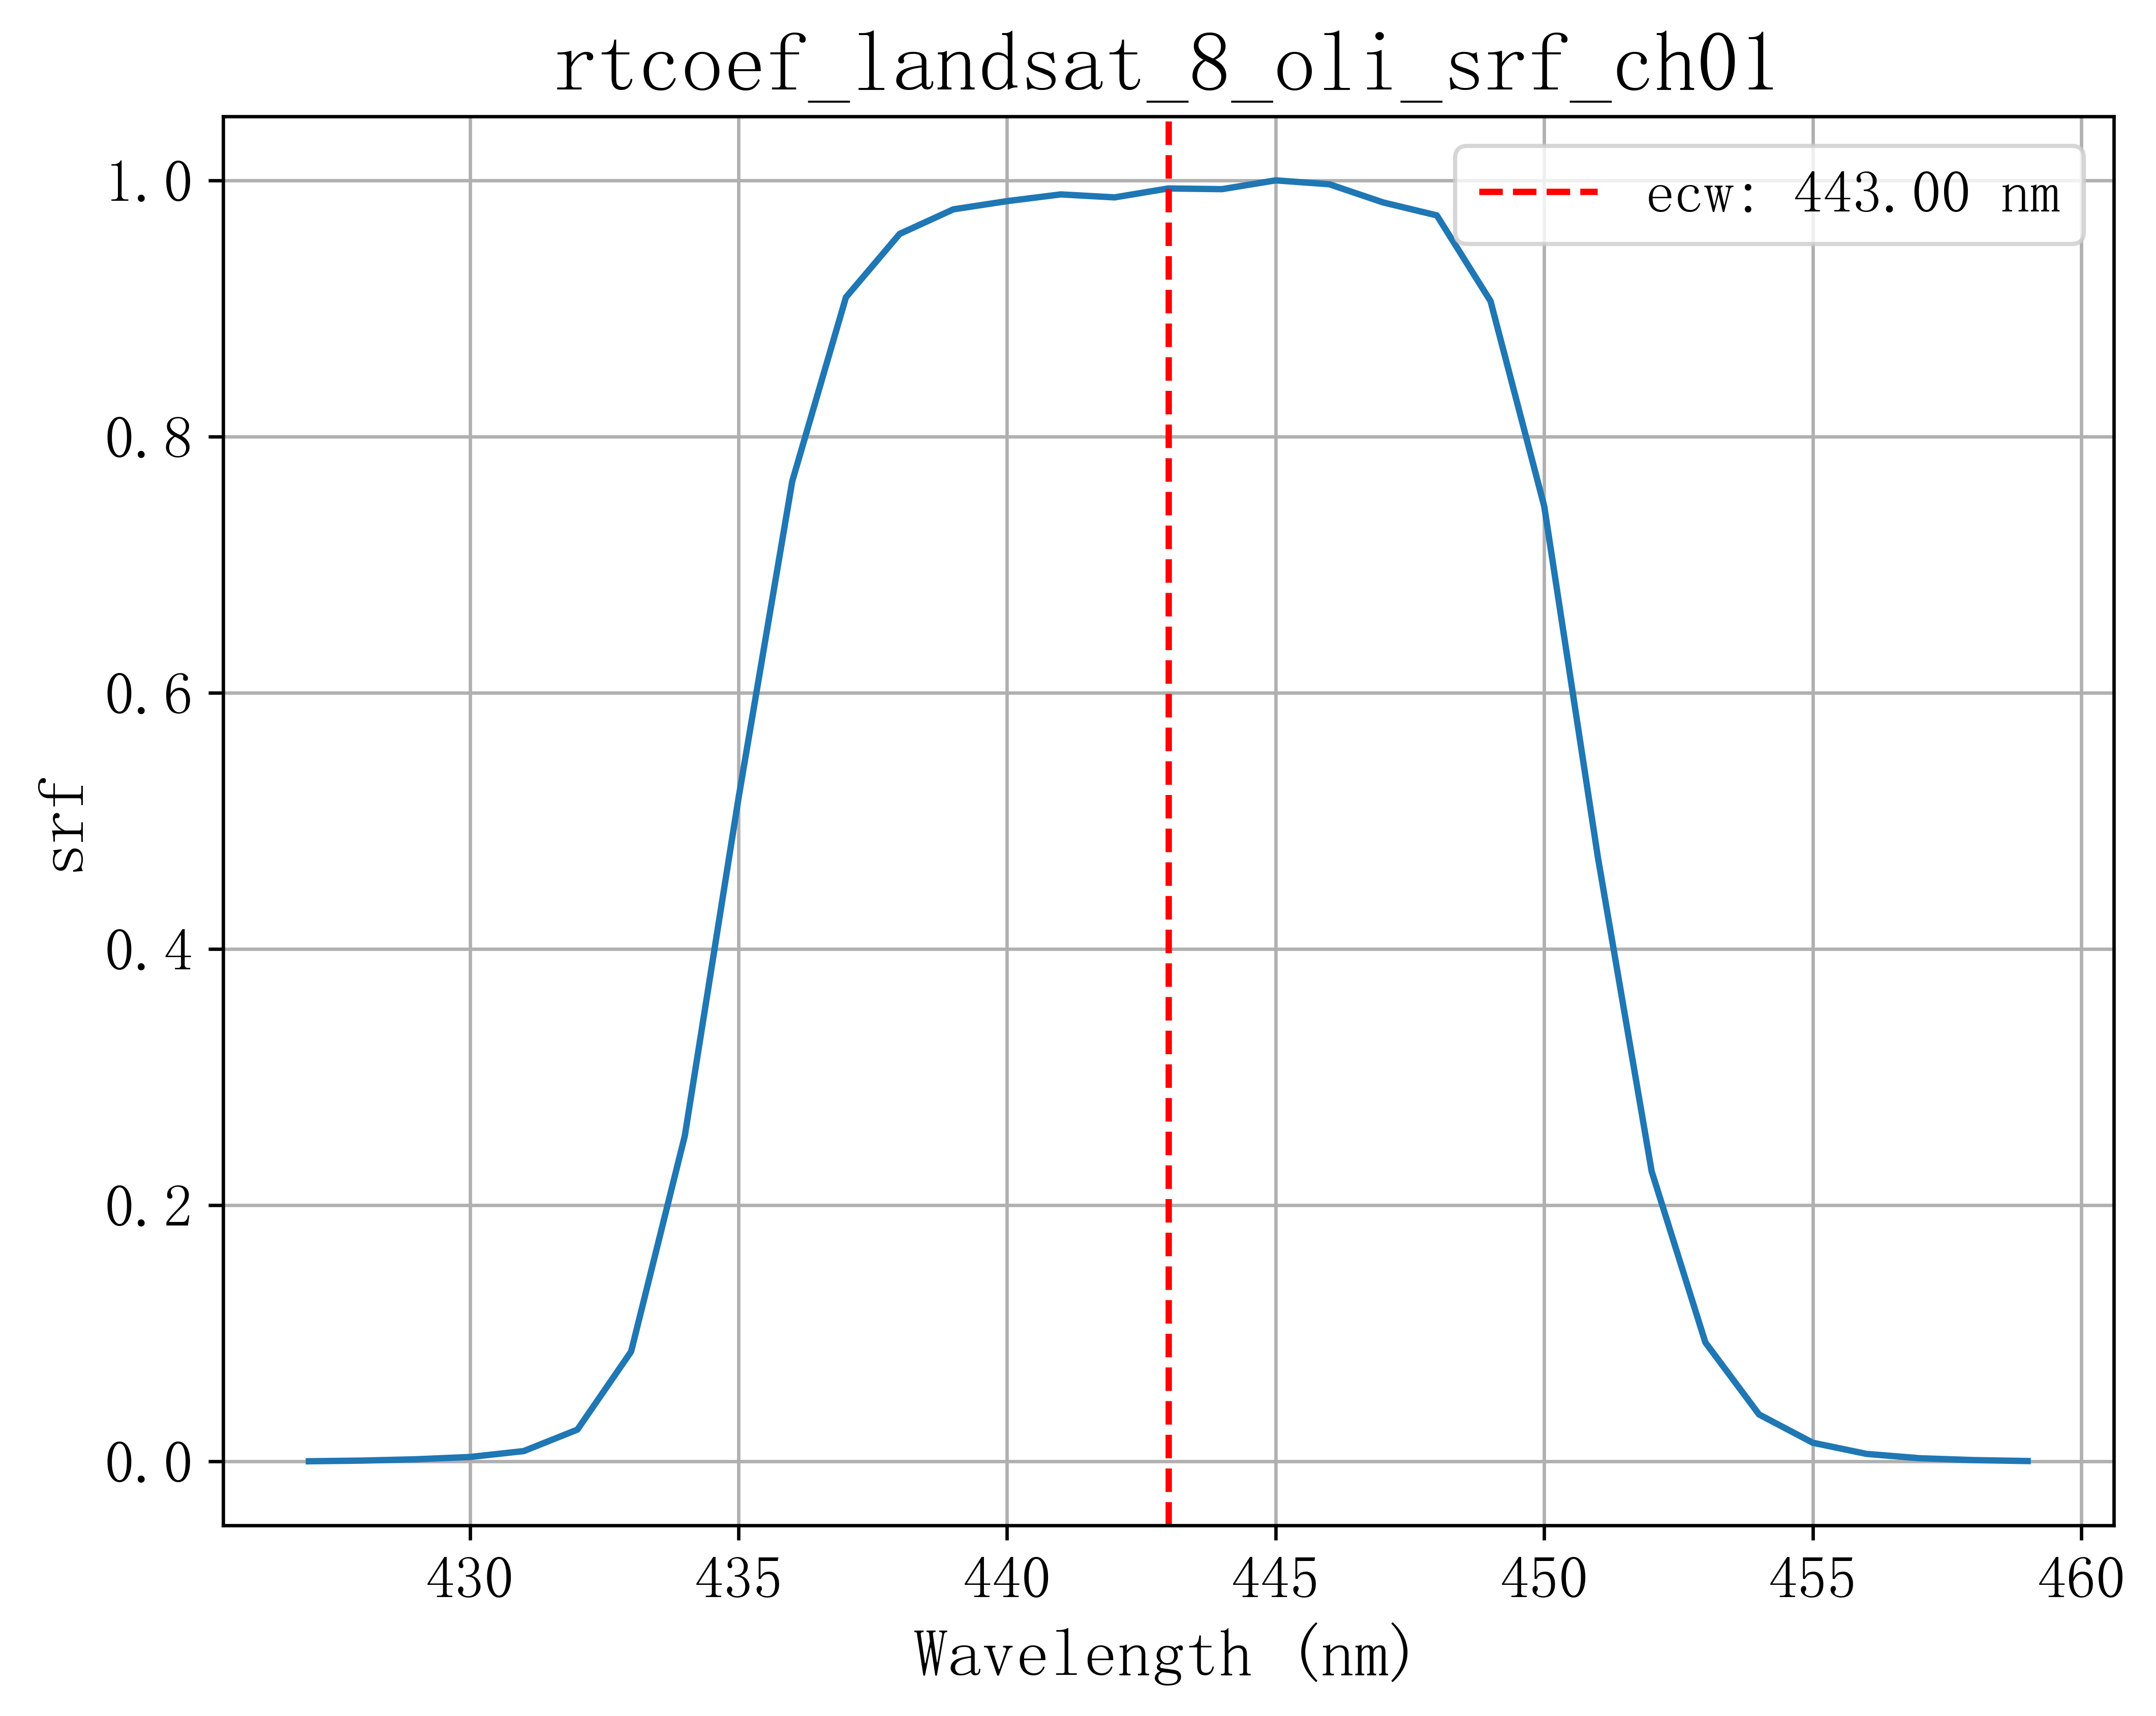 rtcoef_landsat_8_oli_srf_ch01
ecw: 443.00 nm
1.0
0.8
0.6
0.4
0.2
0.0
srf
430 435 440 445 450 455 460
Wavelength (nm)